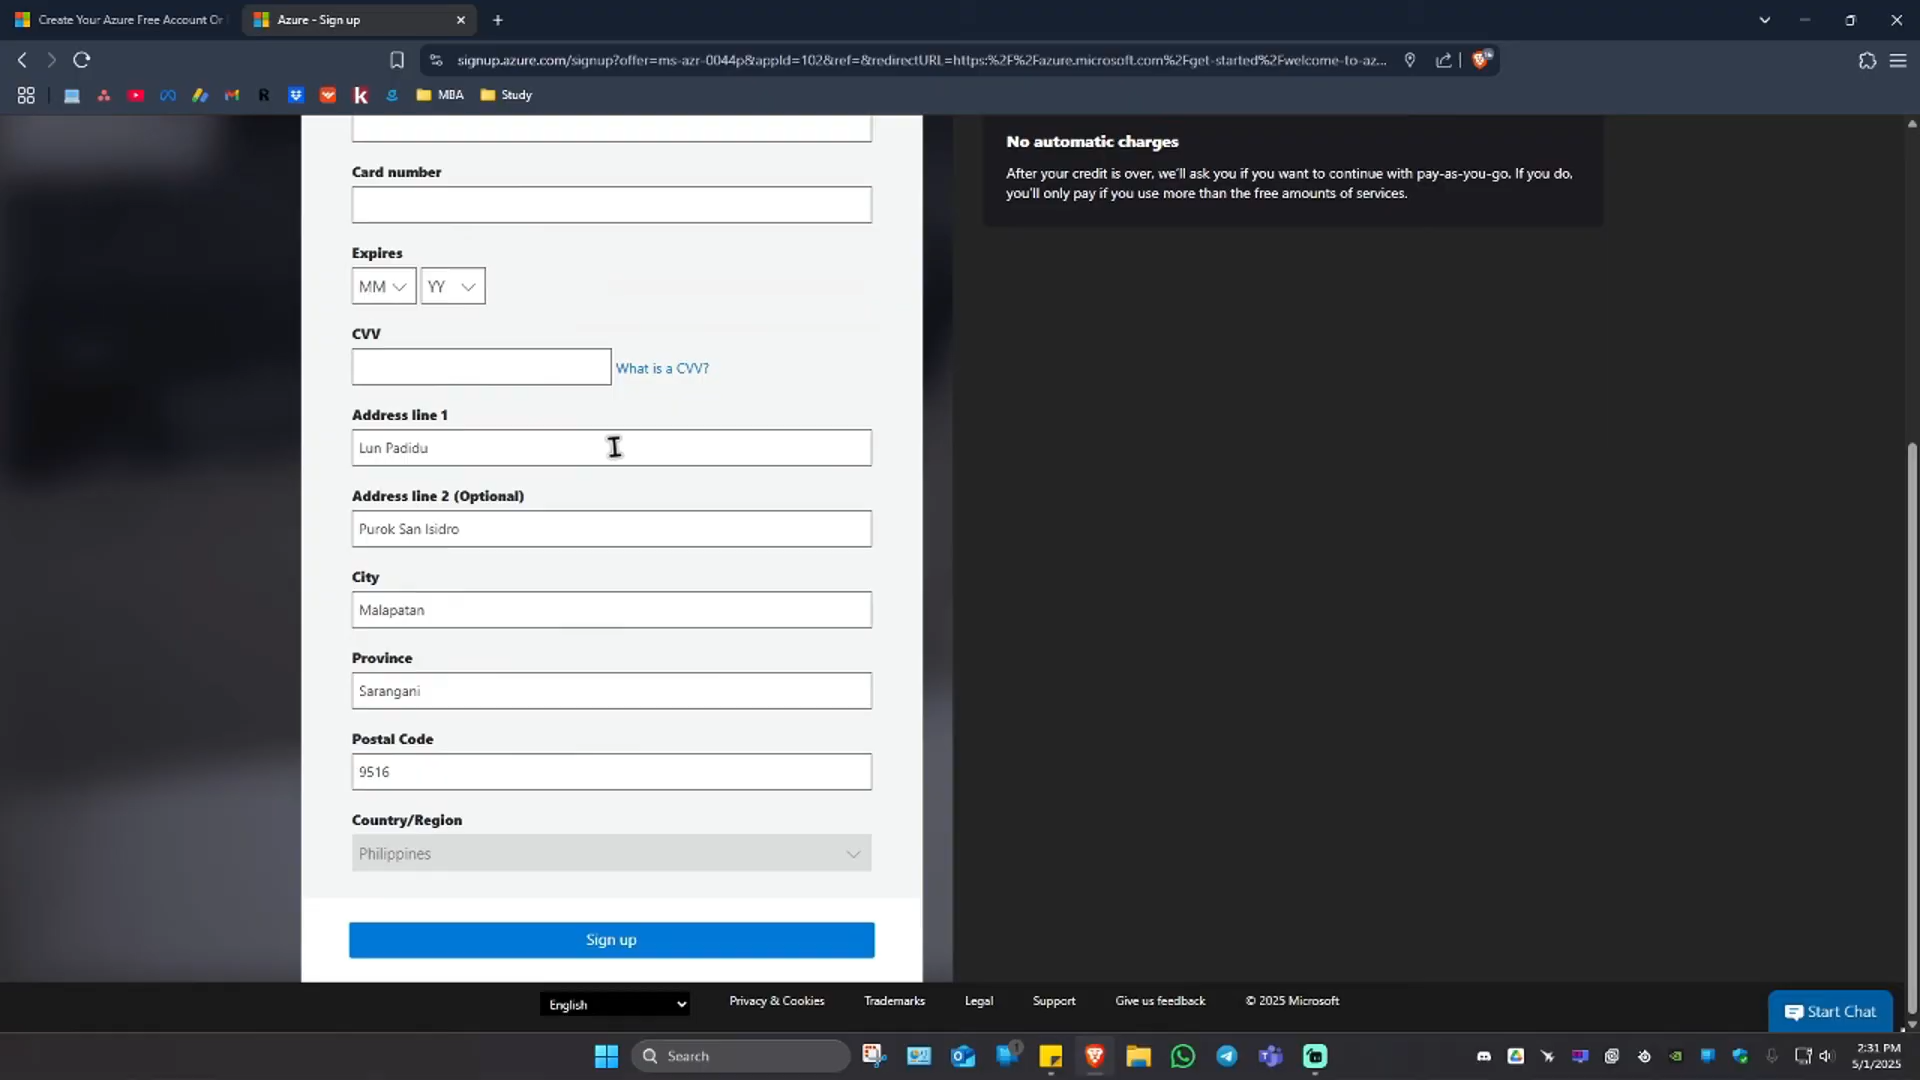 Create Your Azure Free Account Or
Azure - Sign up
signup.azure.com/signup?offer=ms-azr-0044p&appId=102&ref=&redirectURL=https:%2F%2Fazure.microsoft.com%2Fget-started%2Fwelcome-to-az...
MBA
Study
No automatic charges
After your credit is over, we'll ask you if you want to continue with pay-as-you-go. If you do,
you'll only pay if you use more than the free amounts of services.
Card number
Expires
MM
YY
CVV
What is a CVV?
Address line 1
Lun Padidu
Address line 2 (Optional)
Purok San Isidro
City
Malapatan
Province
Sarangani
Postal Code
9516
Country/Region
Philippines
Sign up
English
Privacy & Cookies
Trademarks
Legal
Support
Give us feedback
© 2025 Microsoft
Start Chat
Search
1
2:31 PM
5/1/2025